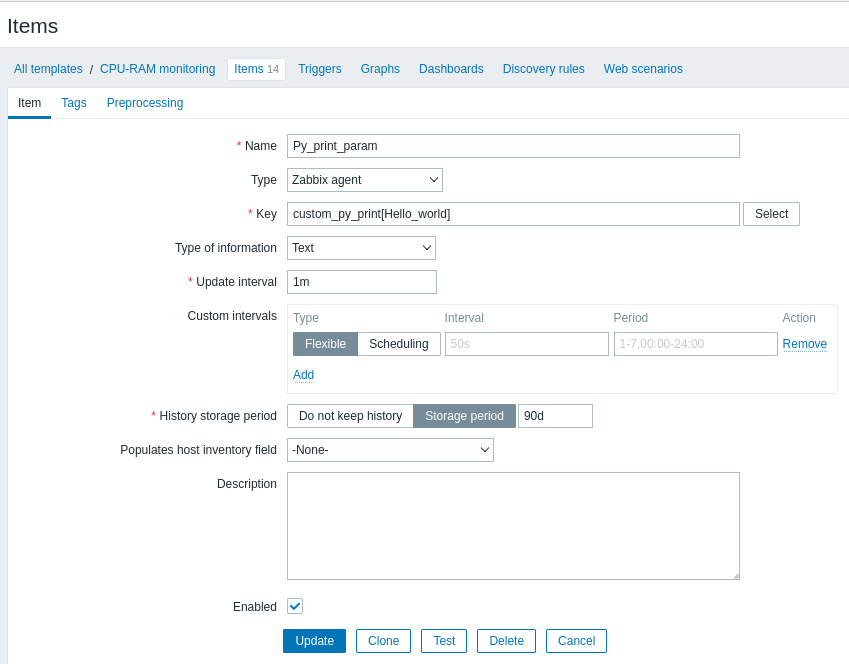 Items
All templates / CPU-RAM monitoring Items 14 Triggers Graphs Dashboards Discovery rules Web scenarios
Item Tags Preprocessing
* Name Py_print_param
Type Zabbix agent
* Key custom_py_print[Hello_world] Select
Type of information Text
* Update interval 1m
Custom intervals Type Interval Period Action
Flexible Scheduling 50s 1-7,00:00-24:00 Remove
Add
* History storage period Do not keep history Storage period 90d
Populates host inventory field -None-
Description
Enabled
Update Clone Test Delete Cancel